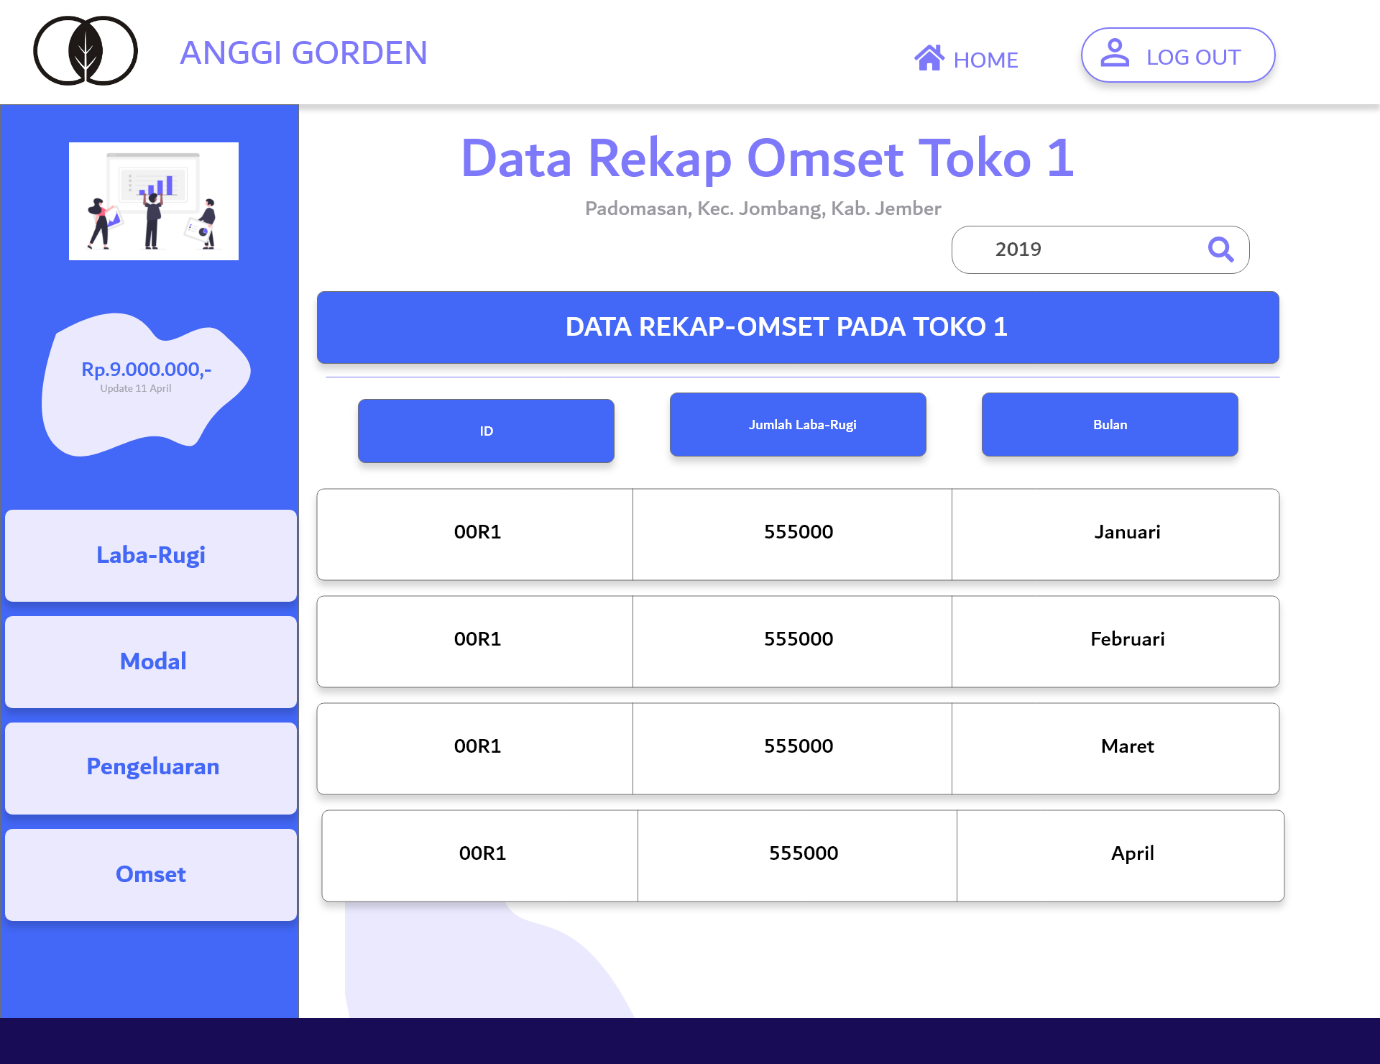 ANGGI GORDEN
HOME
LOG OUT
Data Rekap Omset Toko 1
Padomasan, Kec. Jombang, Kab. Jember
2019
DATA REKAP-OMSET PADA TOKO 1
Rp.9.000.000,-
Update 11 April
ID
Jumlah Laba-Rugi
Bulan
00R1 555000 Januari
00R1 555000 Februari
00R1 555000 Maret
00R1 555000 April
Laba-Rugi
Modal
Pengeluaran
Omset